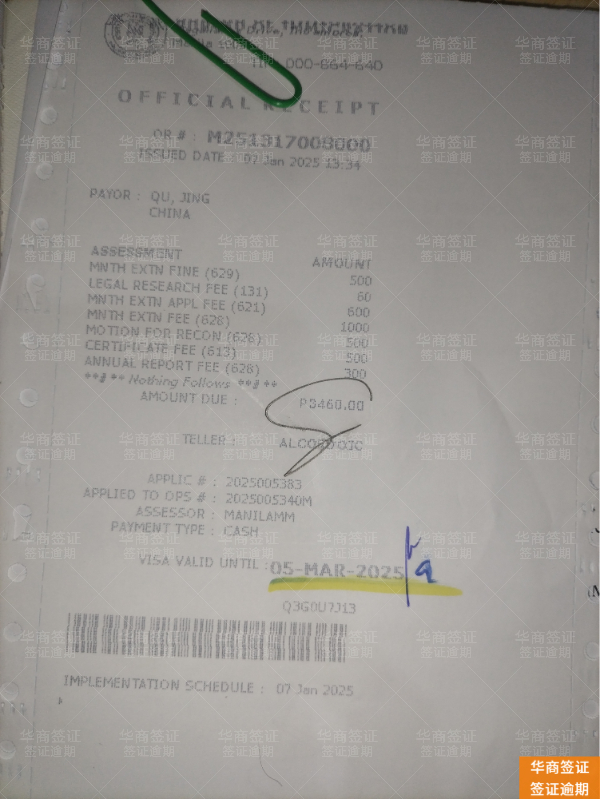 TIN 000-864-640
OFFICIAL RECEIPT
OR # : M251317008000
ISSUED DATE 07 Jan 2025 13:34
PAYOR : QU, JING
CHINA
ASSESSMENT AMOUNT
MNTH EXTN FINE (629) 500
LEGAL RESEARCH FEE (131) 60
MNTH EXTN APPL FEE (621) 600
MNTH EXTN FEE (628) 1000
MOTION FOR RECON (628) 500
CERTIFICATE FEE (613) 500
ANNUAL REPORT FEE (628) 300
**#** Nothing Follows **#**
AMOUNT DUE : P3460.00
TELLER :
APPLIC # : 2025005383
APPLIED TO OPS # : 2025005340M
ASSESSOR : MANILAMM
PAYMENT TYPE : CASH
VISA VALID UNTIL : 05-MAR-2025
Q3G0U7J13
IMPLEMENTATION SCHEDULE : 07 Jan 2025
华商签证
签证逾期